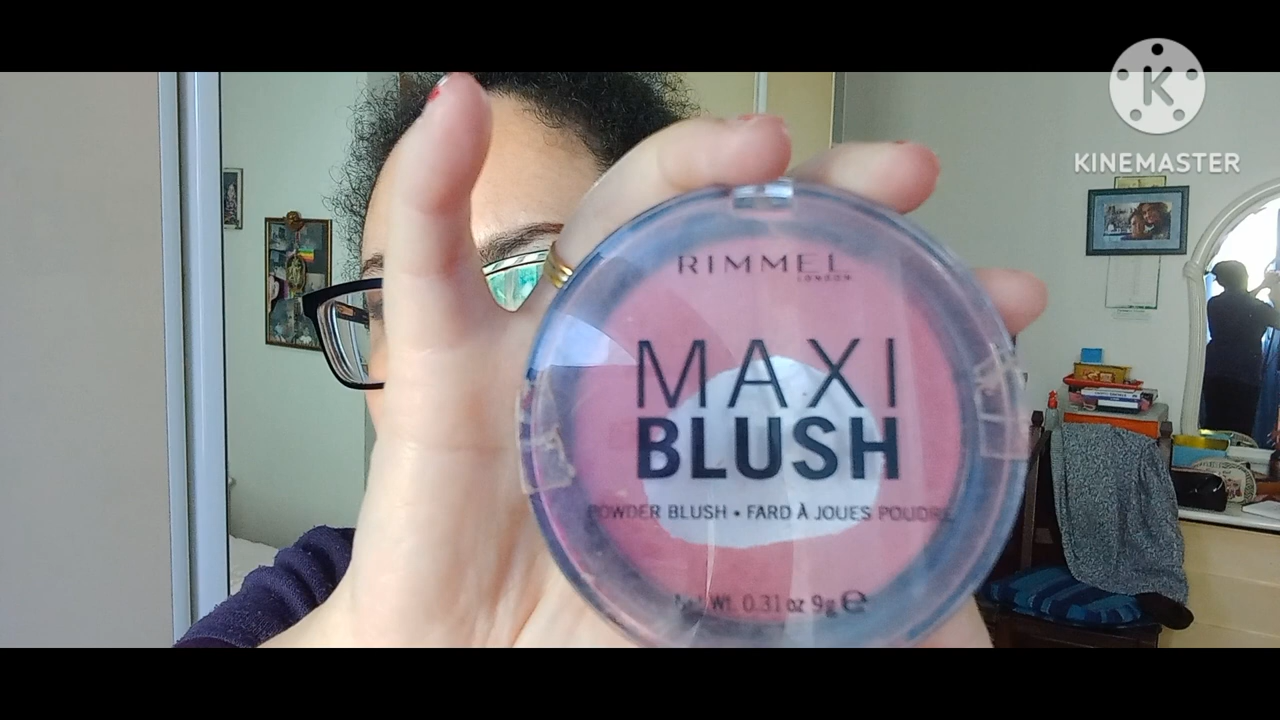 KINEMASTER
RIMMEL
LONDON
MAXI
BLUSH
POWDER BLUSH • FARD À JOUES POUDRE
Net Wt. 0.31 oz 9g e